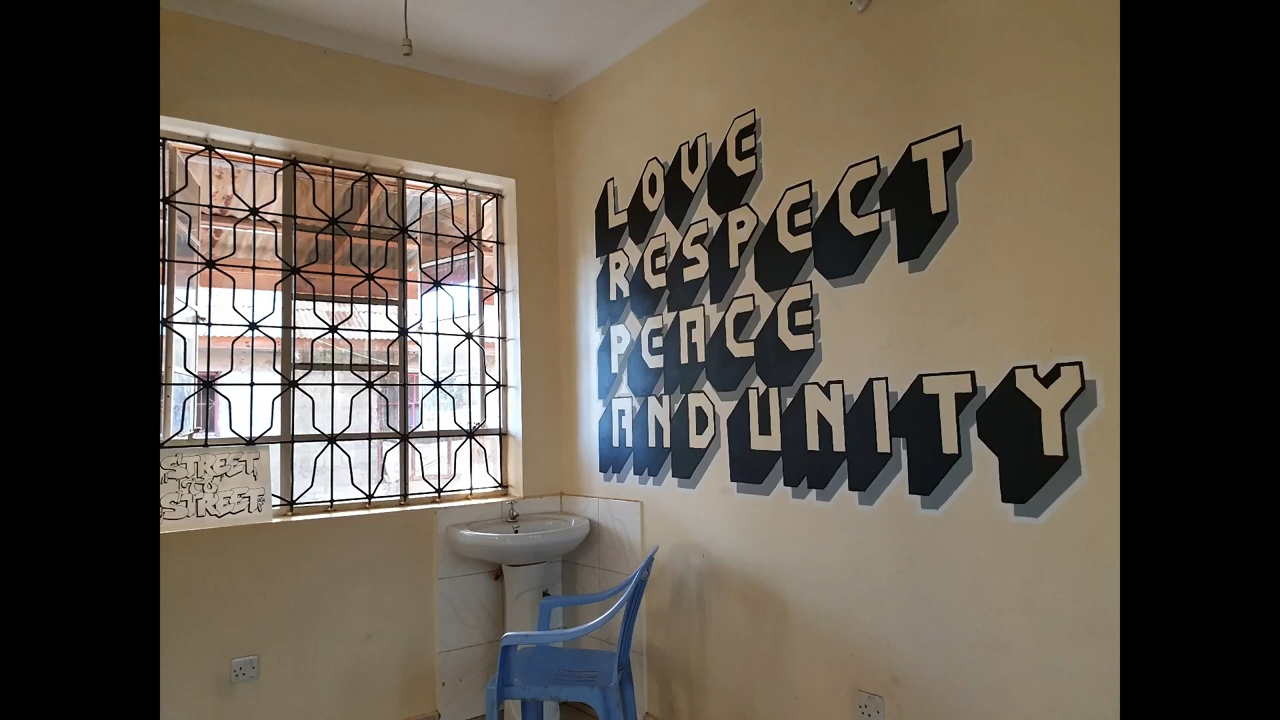 LOVE
RESPECT
PEACE
AND UNITY
STREET
TO
STREET